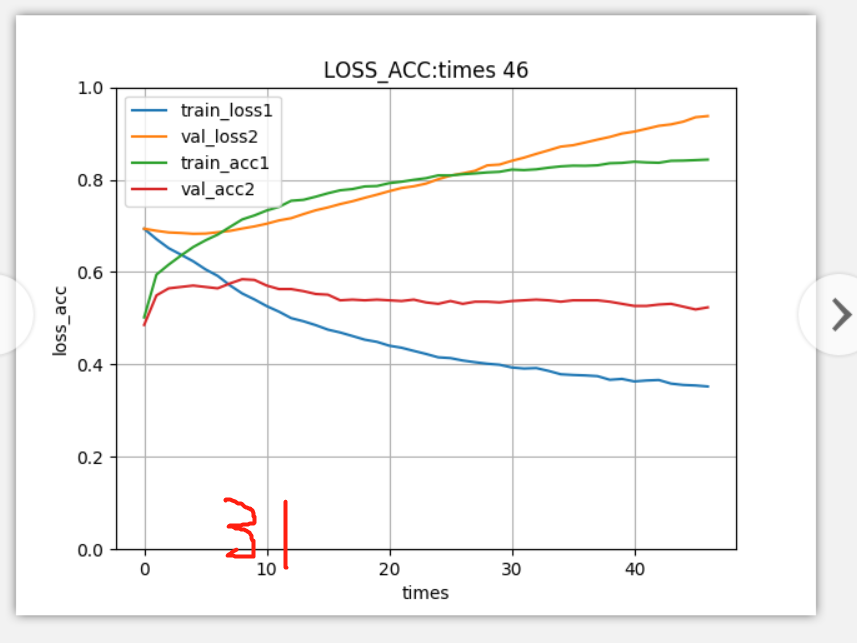 LOSS_ACC:times 46
1.0
train_loss1
val_loss2
train_acc1
val_acc2
0.8
0.6
loss_acc
0.4
0.2
31
0.0
0 10 20 30 40
times